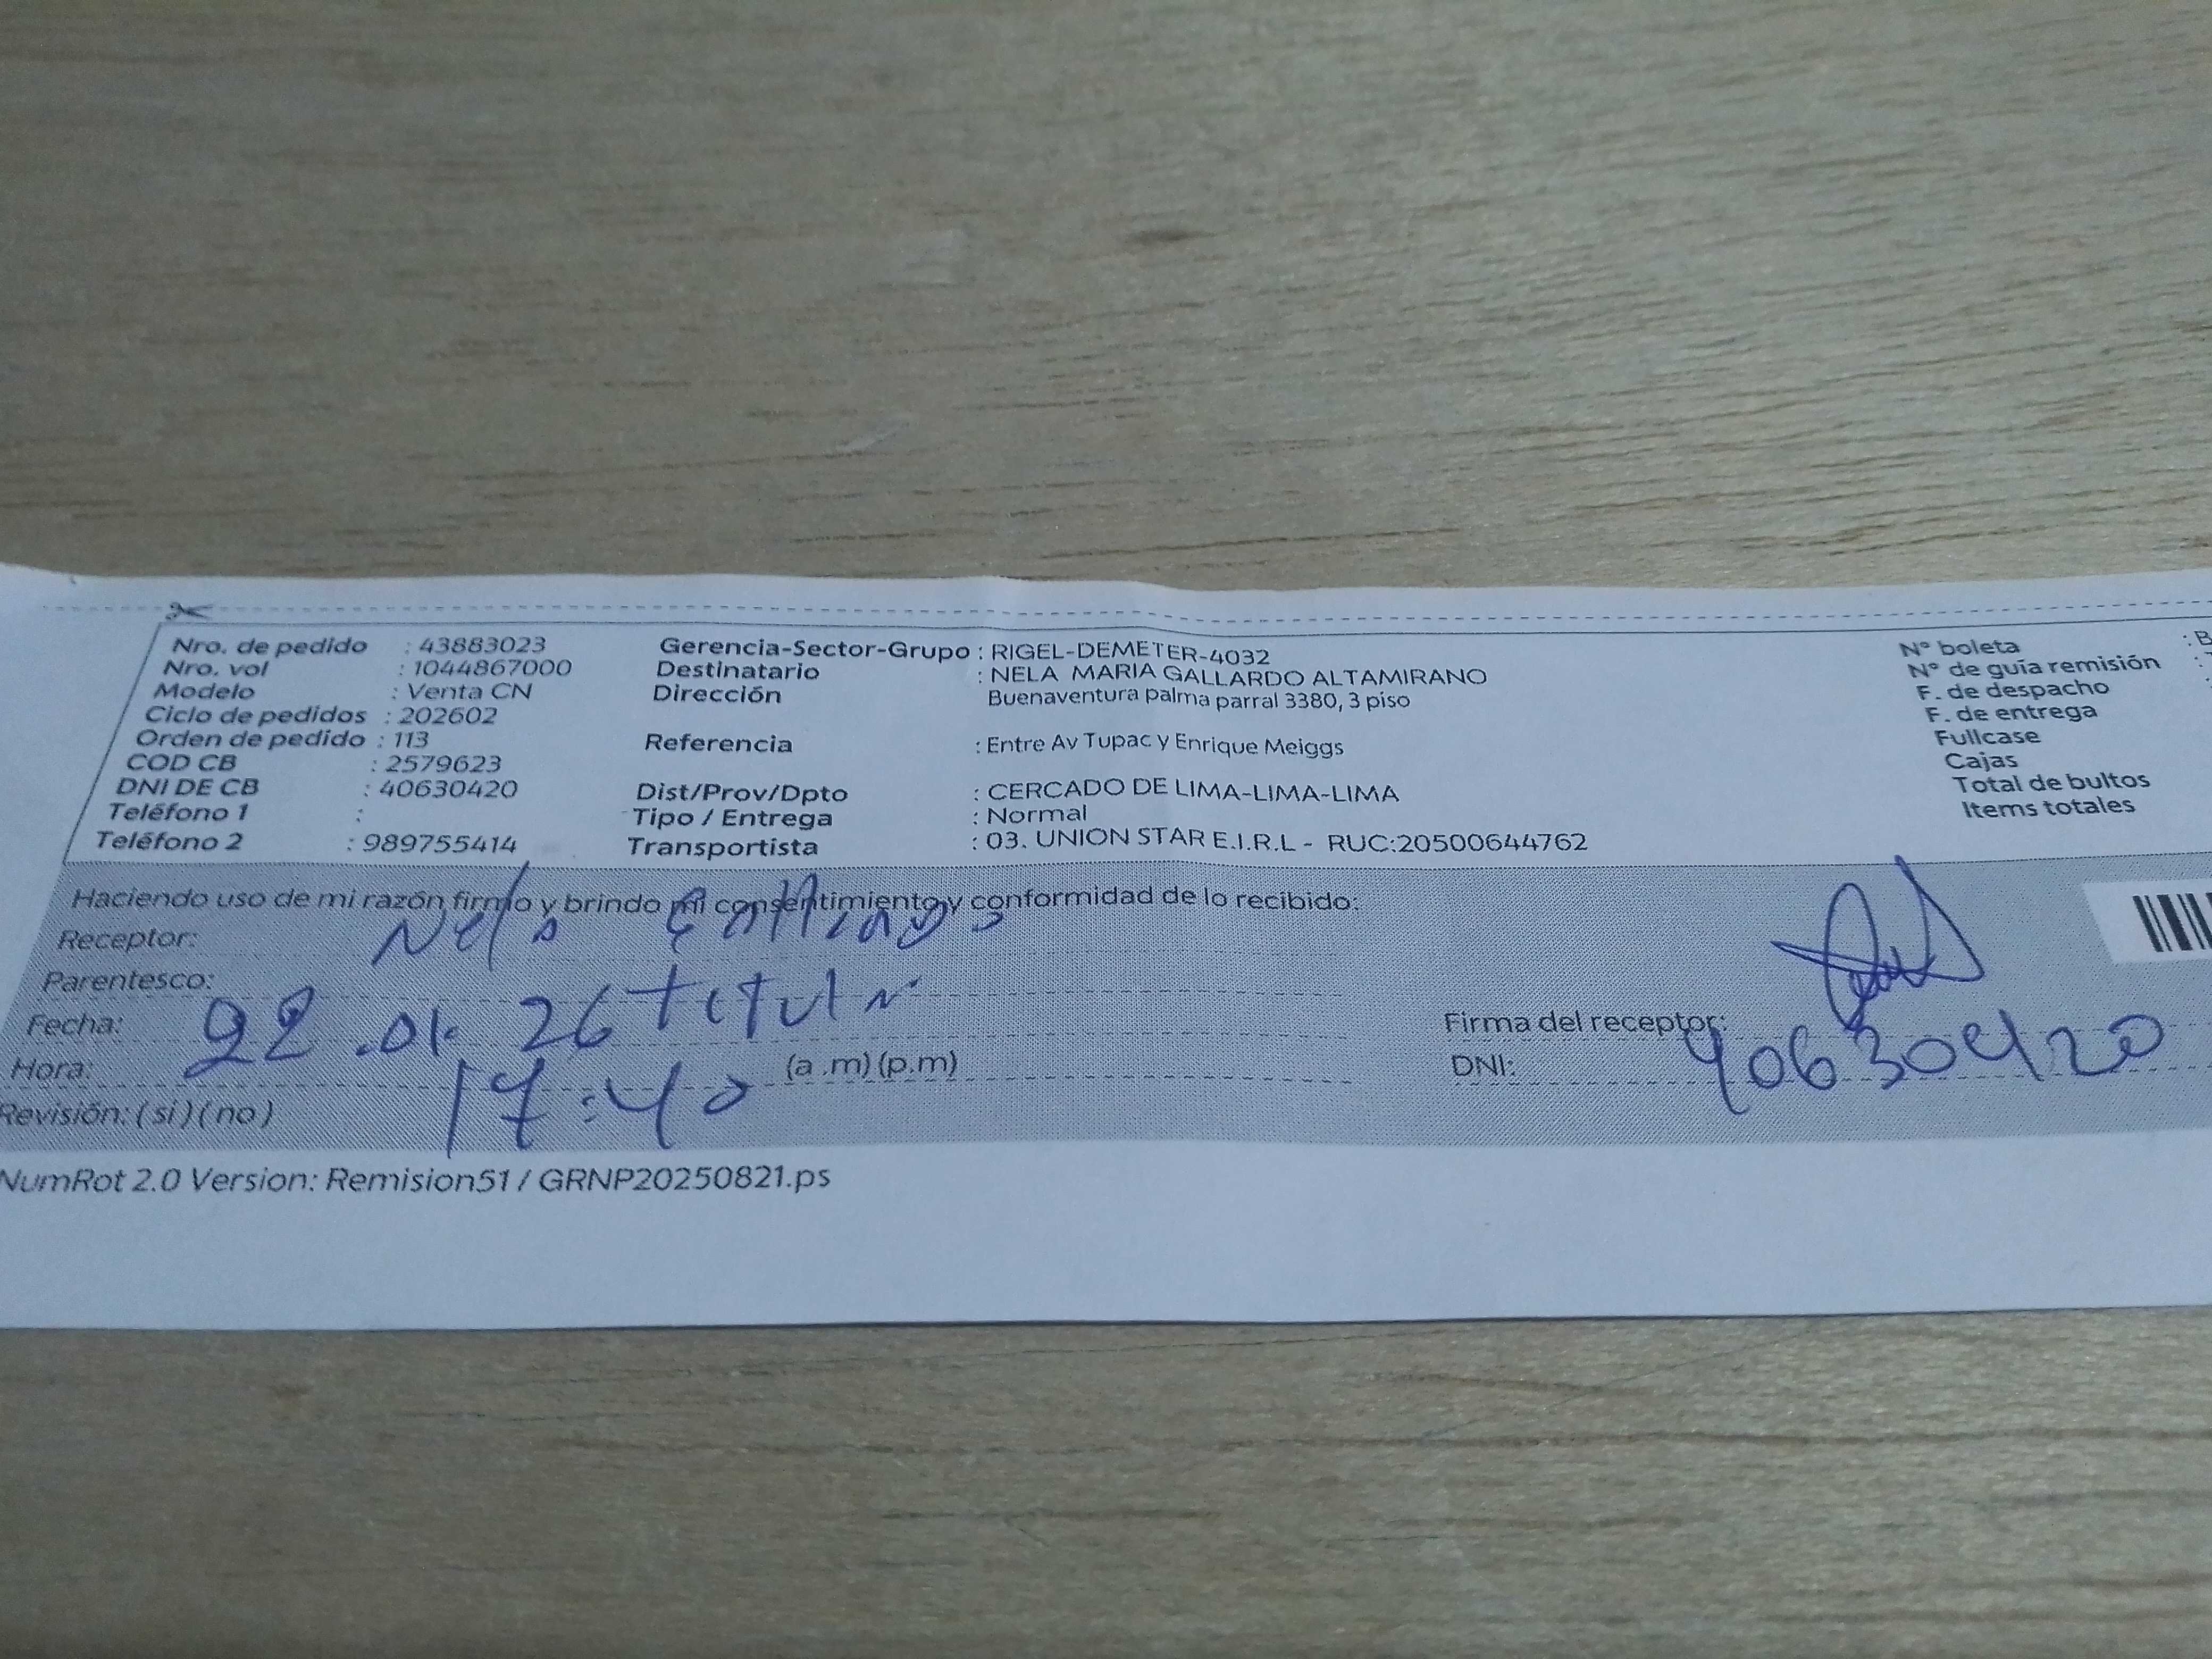 Nro. de pedido : 43883023
Nro. vol : 1044867000
Modelo : Venta CN
Ciclo de pedidos : 202602
Orden de pedido : 113
COD CB : 2579623
DNI DE CB : 40630420
Teléfono 1 :
Teléfono 2 : 989755414
Gerencia-Sector-Grupo : RIGEL-DEMETER-4032
Destinatario : NELA MARIA GALLARDO ALTAMIRANO
Dirección Buenaventura palma parral 3380, 3 piso
Referencia : Entre Av Tupac y Enrique Meiggs
Dist/Prov/Dpto : CERCADO DE LIMA-LIMA-LIMA
Tipo / Entrega : Normal
Transportista : 03. UNION STAR E.I.R.L - RUC:20500644762
N° boleta : B
N° de guía remisión :
F. de despacho :
F. de entrega
Fullcase
Cajas
Total de bultos
Items totales
Haciendo uso de mi razón firmo y brindo mi consentimiento y conformidad de lo recibido:
Receptor: Nela
Parentesco: Titular
Fecha: 22.01.26
Hora: 17:40 (a .m) (p.m)
Revisión: ( si ) ( no )
Firma del receptor:
DNI: 40630420
NumRot 2.0 Version: Remision51 / GRNP20250821.ps